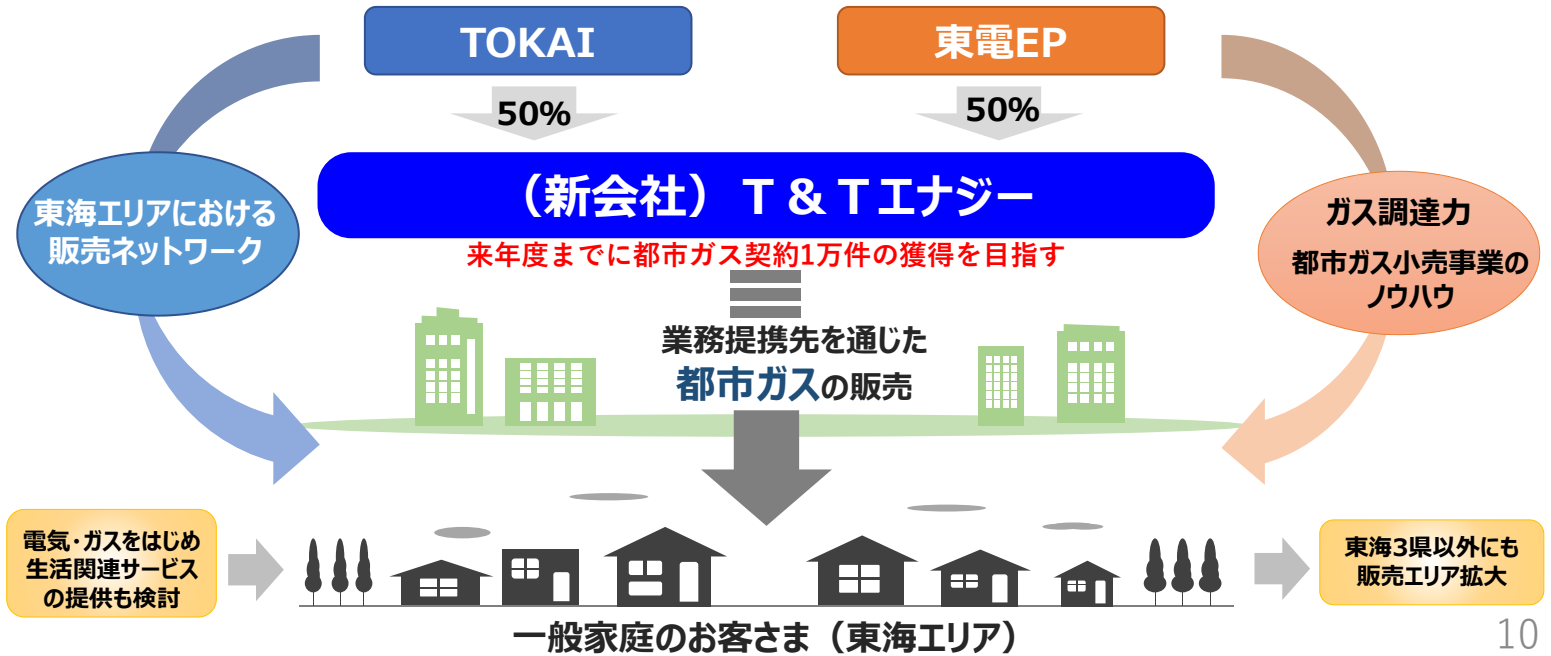 TOKAI
東電EP
50%
50%
（新会社）Ｔ＆Ｔエナジー
来年度までに都市ガス契約1万件の獲得を目指す
東海エリアにおける
販売ネットワーク
ガス調達力
都市ガス小売事業の
ノウハウ
業務提携先を通じた
都市ガスの販売
電気・ガスをはじめ
生活関連サービス
の提供も検討
東海3県以外にも
販売エリア拡大
一般家庭のお客さま（東海エリア）
10